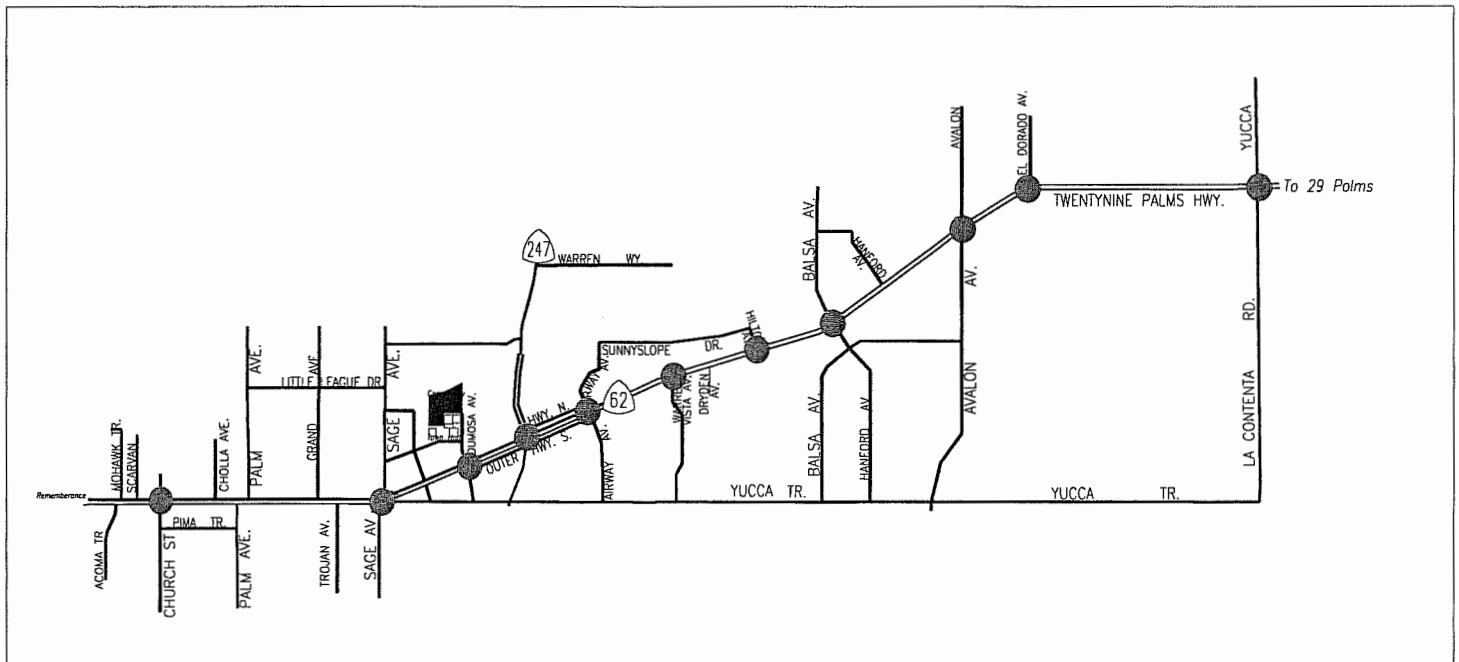 YUCCA
EL DORADO AV.
AVALON
To 29 Palms
TWENTYNINE PALMS HWY.
BALSA AV.
HANFORD AV.
AV.
247
WARREN WY
RD.
SUNNYSLOPE DR.
AVE.
AVE
AVE.
LITTLE LEAGUE DR.
62
VISTA AV.
DRYDEN AV.
HWY. N.
OUTER HWY. S.
AV.
DUMOSA AV.
SAGE
GRAND
PALM
CHOLLA AVE.
MOHAWK TR.
SCARVAN
AVALON
LA CONTENTA
BALSA AV.
HANFORD AV
AIRWAY
YUCCA TR.
YUCCA TR.
Rememberance
PIMA TR.
ACOMA TR
CHURCH ST
PALM AVE.
TROJAN AV.
SAGE AV